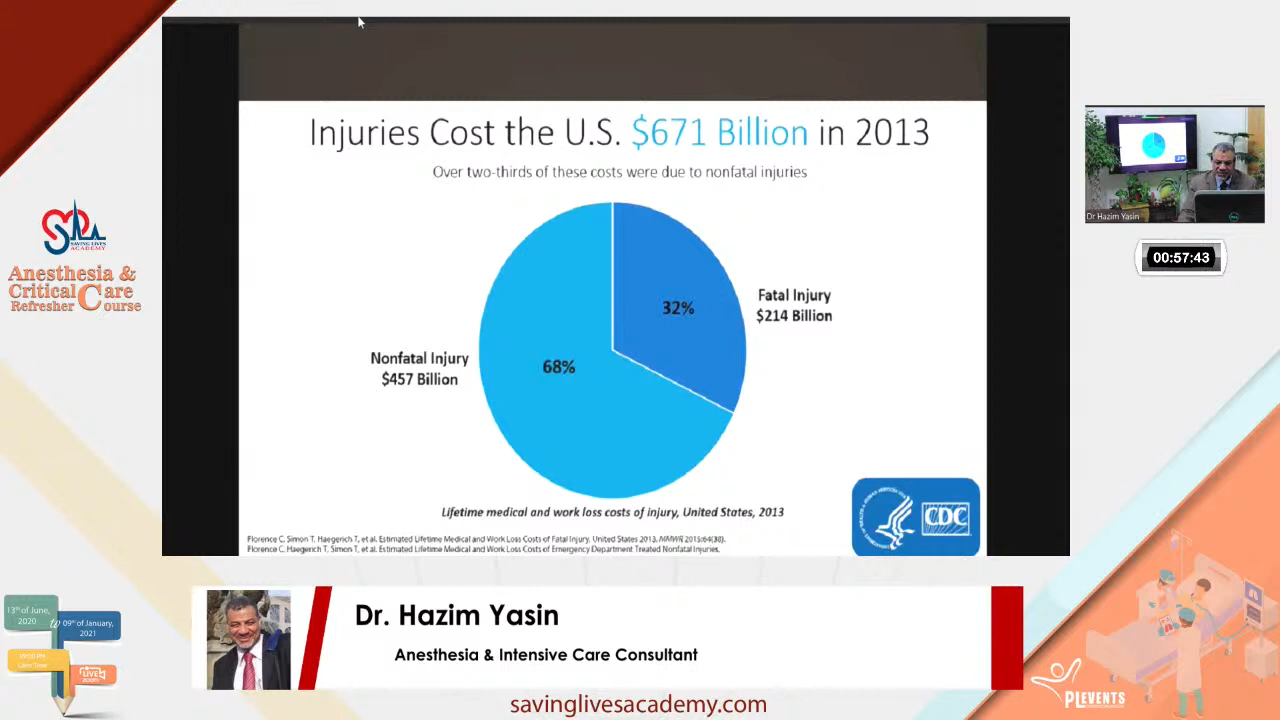 Injuries Cost the U.S. $671 Billion in 2013
Over two-thirds of these costs were due to nonfatal injuries
32%
Fatal Injury
$214 Billion
Nonfatal Injury
$457 Billion
68%
Lifetime medical and work loss costs of injury, United States, 2013
CDC
Florence C, Simon T, Haegerich T, et al. Estimated Lifetime Medical and Work Loss Costs of Fatal Injury, United States 2013. MMWR 2015;64(38).
Florence C, Haegerich T, Simon T, et al. Estimated Lifetime Medical and Work Loss Costs of Emergency Department Treated Nonfatal Injuries.
Dr Hazim Yasin
00:57:43
SAVING LIVES
ACADEMY
Anesthesia &
Critical Care
Refresher Course
13th of June,
2020
to
09th of January,
2021
LIVE
ZOOM
Dr. Hazim Yasin
Anesthesia & Intensive Care Consultant
savinglivesacademy.com
PLEVENTS